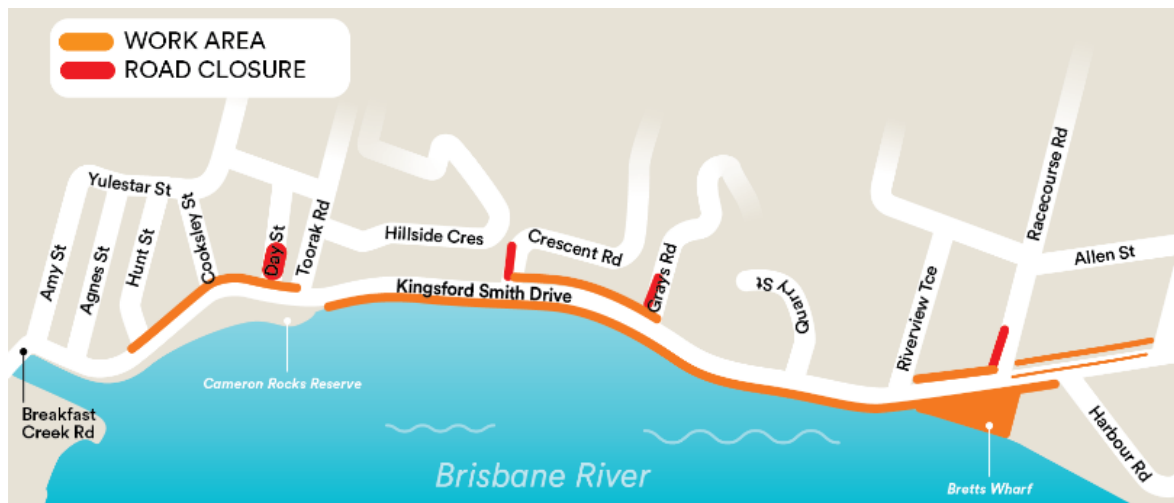 WORK AREA
ROAD CLOSURE
Yulestar St
Amy St
Agnes St
Hunt St
Cooksley St
Day St
Toorak Rd
Hillside Cres
Crescent Rd
Grays Rd
Kingsford Smith Drive
Quarry St
Riverview Tce
Racecourse Rd
Allen St
Harbour Rd
Cameron Rocks Reserve
Breakfast
Creek Rd
Brisbane River
Bretts Wharf